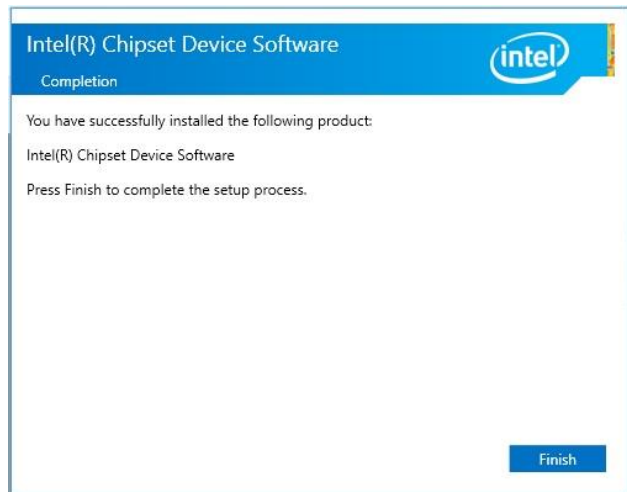 Intel(R) Chipset Device Software
intel
Completion
You have successfully installed the following product:
Intel(R) Chipset Device Software
Press Finish to complete the setup process.
Finish